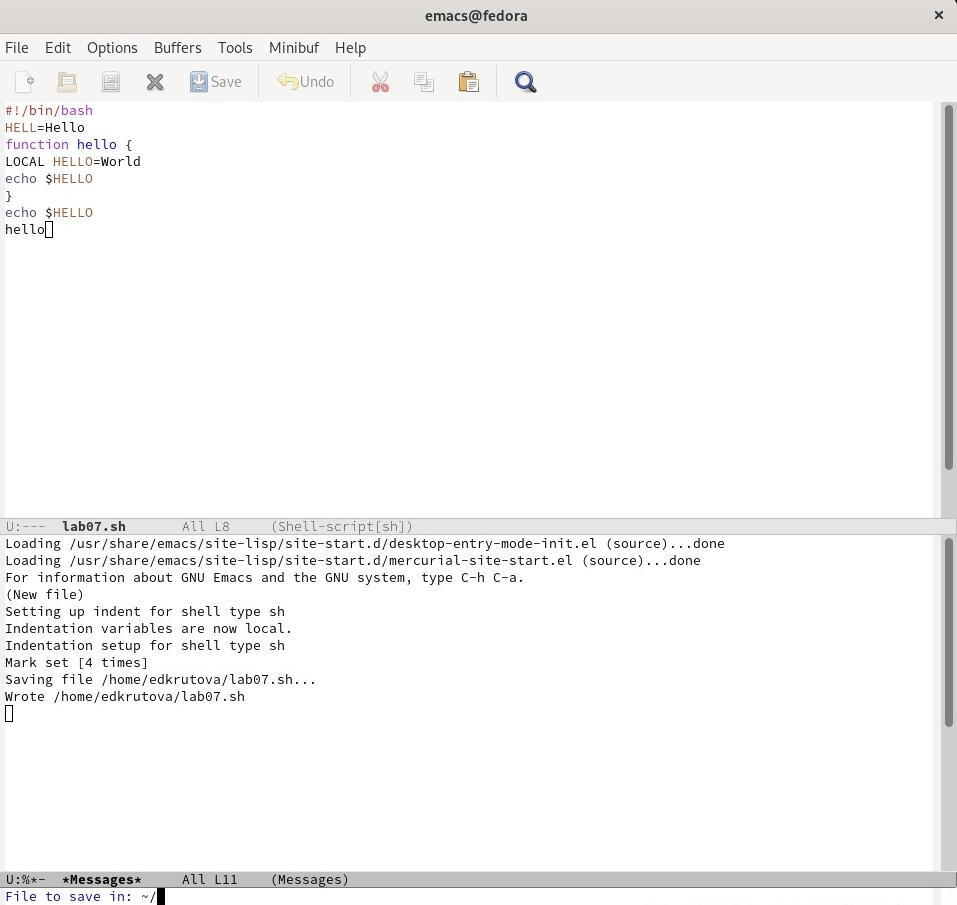 emacs@fedora ×
File Edit Options Buffers Tools Minibuf Help
Save Undo
#!/bin/bash
HELL=Hello
function hello {
LOCAL HELLO=World
echo $HELLO
}
echo $HELLO
hello
U:--- lab07.sh All L8 (Shell-script[sh])
Loading /usr/share/emacs/site-lisp/site-start.d/desktop-entry-mode-init.el (source)...done
Loading /usr/share/emacs/site-lisp/site-start.d/mercurial-site-start.el (source)...done
For information about GNU Emacs and the GNU system, type C-h C-a.
(New file)
Setting up indent for shell type sh
Indentation variables are now local.
Indentation setup for shell type sh
Mark set [4 times]
Saving file /home/edkrutova/lab07.sh...
Wrote /home/edkrutova/lab07.sh
U:%*- *Messages* All L11 (Messages)
File to save in: ~/